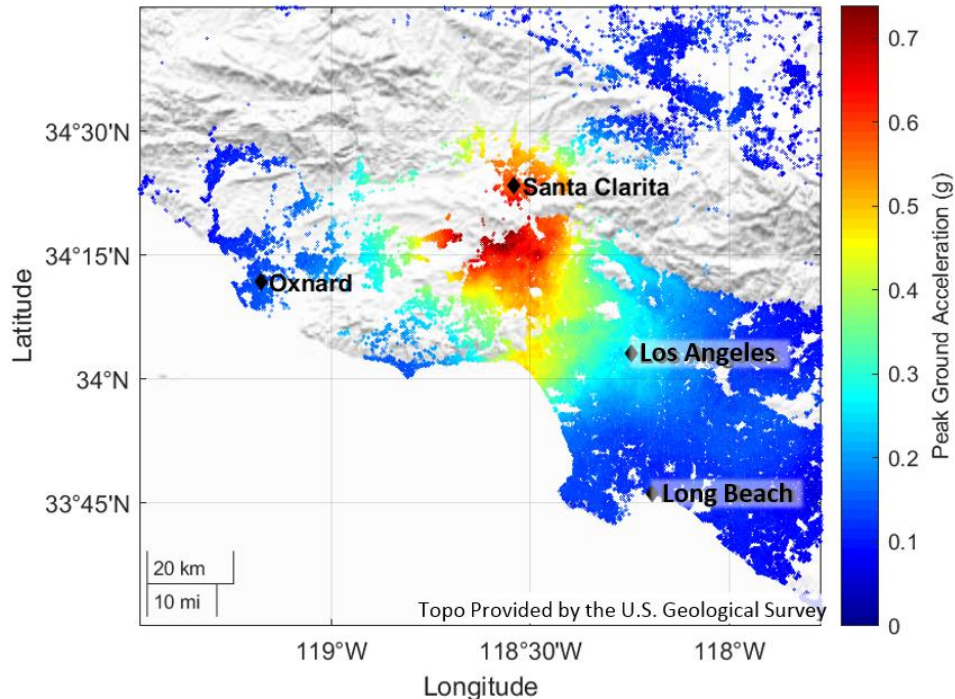 0.7
0.6
0.5
0.4
0.3
0.2
0.1
0
Peak Ground Acceleration (g)
34°30'N
34°15'N
34°N
33°45'N
Latitude
Santa Clarita
Oxnard
Los Angeles
Long Beach
20 km
10 mi
Topo Provided by the U.S. Geological Survey
119°W
118°30'W
118°W
Longitude